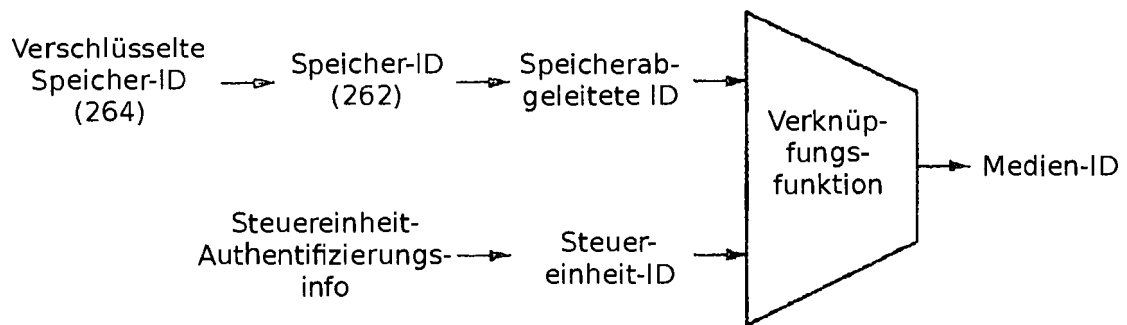 Verschlüsselte
Speicher-ID
(264)
Speicher-ID
(262)
Speicherab-
geleitete ID
Verknüp-
fungs-
funktion
Medien-ID
Steuereinheit-
Authentifizierungs-
info
Steuer-
einheit-ID